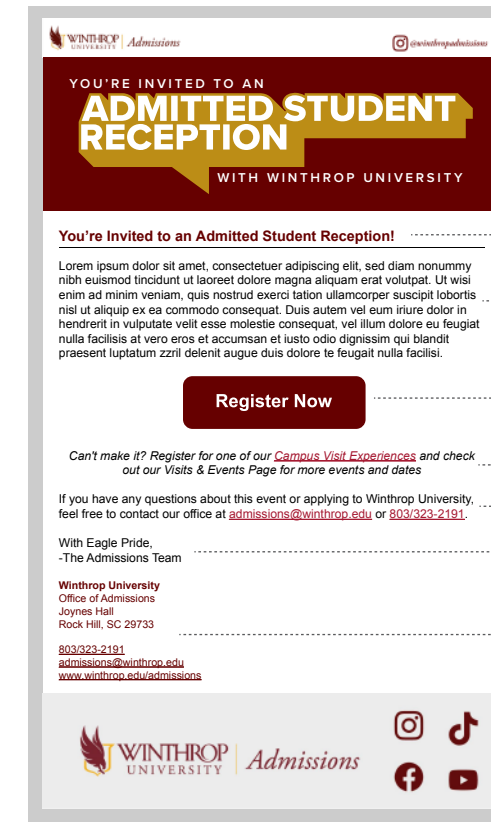 WINTHROP UNIVERSITY Admissions
@winthropadmissions
YOU'RE INVITED TO AN
ADMITTED STUDENT
RECEPTION
WITH WINTHROP UNIVERSITY
You're Invited to an Admitted Student Reception!
Lorem ipsum dolor sit amet, consectetuer adipiscing elit, sed diam nonummy
nibh euismod tincidunt ut laoreet dolore magna aliquam erat volutpat. Ut wisi
enim ad minim veniam, quis nostrud exerci tation ullamcorper suscipit lobortis
nisl ut aliquip ex ea commodo consequat. Duis autem vel eum iriure dolor in
hendrerit in vulputate velit esse molestie consequat, vel illum dolore eu feugiat
nulla facilisis at vero eros et accumsan et iusto odio dignissim qui blandit
praesent luptatum zzril delenit augue duis dolore te feugait nulla facilisi.
Register Now
Can't make it? Register for one of our Campus Visit Experiences and check
out our Visits & Events Page for more events and dates
If you have any questions about this event or applying to Winthrop University,
feel free to contact our office at admissions@winthrop.edu or 803/323-2191.
With Eagle Pride,
-The Admissions Team
Winthrop University
Office of Admissions
Joynes Hall
Rock Hill, SC 29733
803/323-2191
admissions@winthrop.edu
www.winthrop.edu/admissions
WINTHROP
UNIVERSITY Admissions